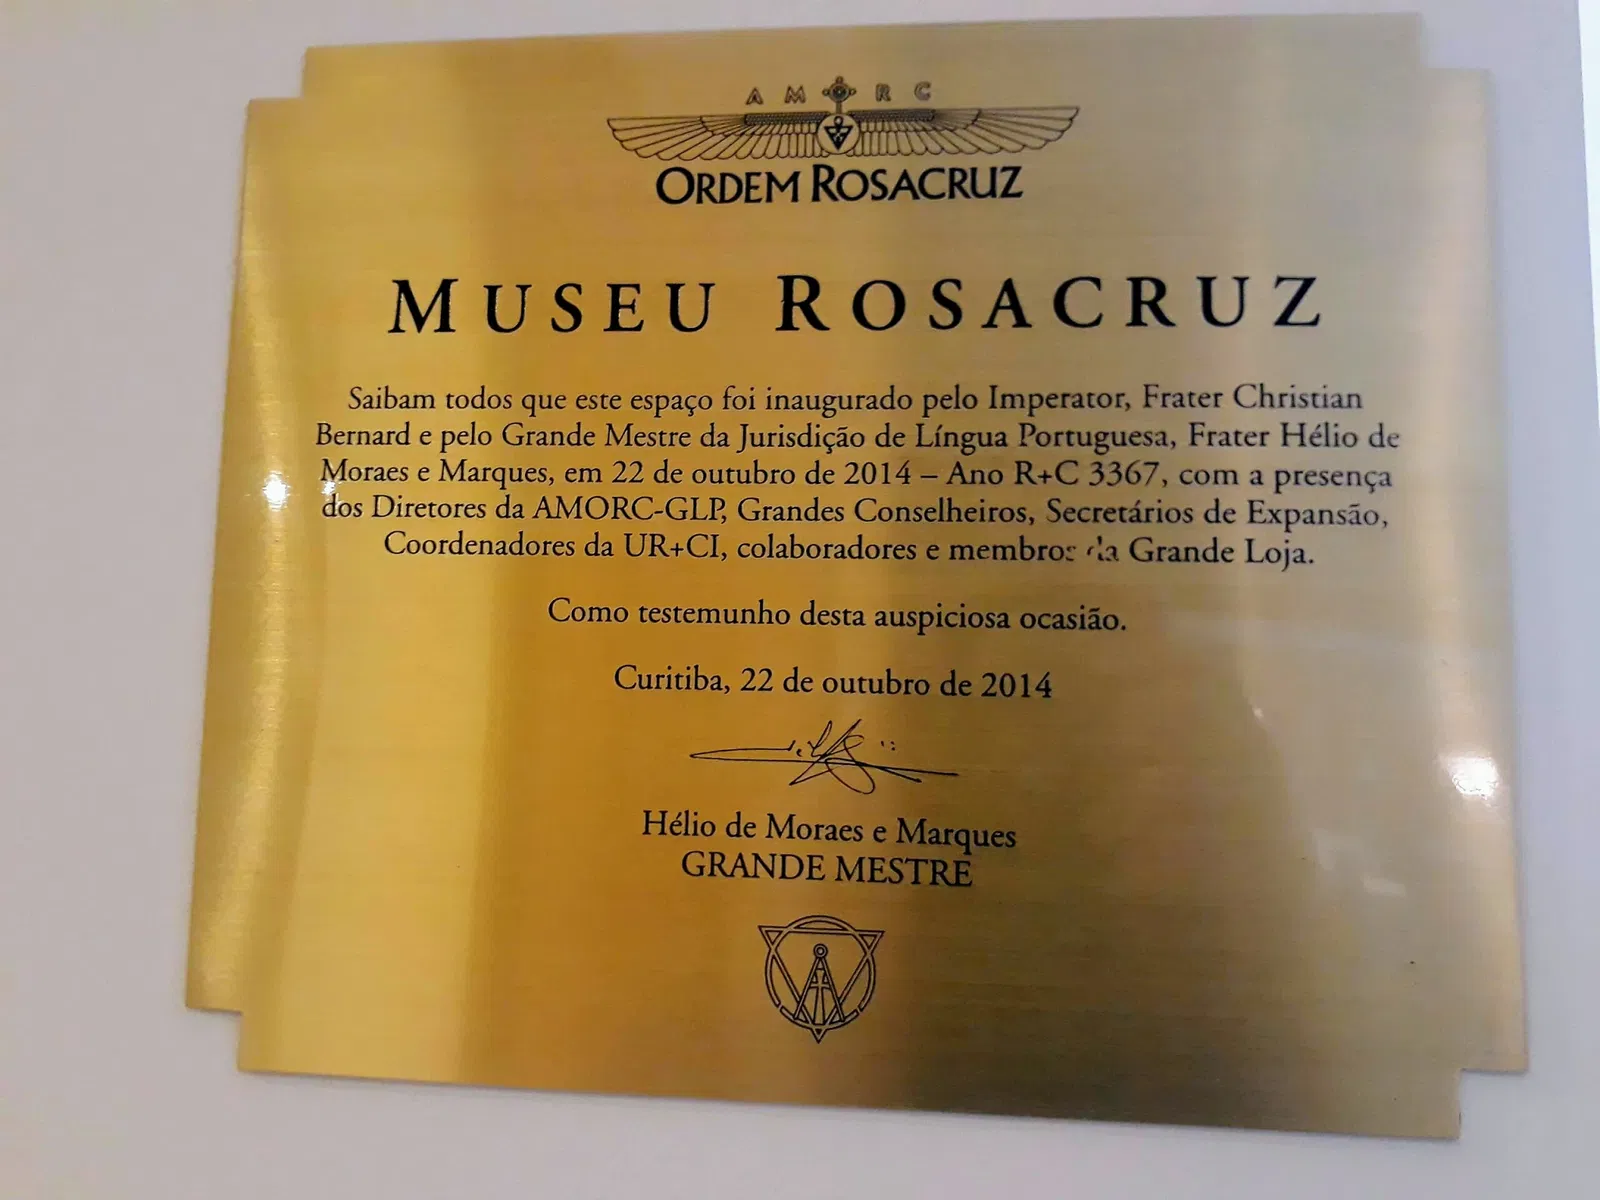 AMORC
ORDEM ROSACRUZ
MUSEU ROSACRUZ
Saibam todos que este espaço foi inaugurado pelo Imperator, Frater Christian
Bernard e pelo Grande Mestre da Jurisdição de Língua Portuguesa, Frater Hélio de
Moraes e Marques, em 22 de outubro de 2014 – Ano R+C 3367, com a presença
dos Diretores da AMORC-GLP, Grandes Conselheiros, Secretários de Expansão,
Coordenadores da UR+CI, colaboradores e membros da Grande Loja.
Como testemunho desta auspiciosa ocasião.
Curitiba, 22 de outubro de 2014
Hélio de Moraes e Marques
GRANDE MESTRE